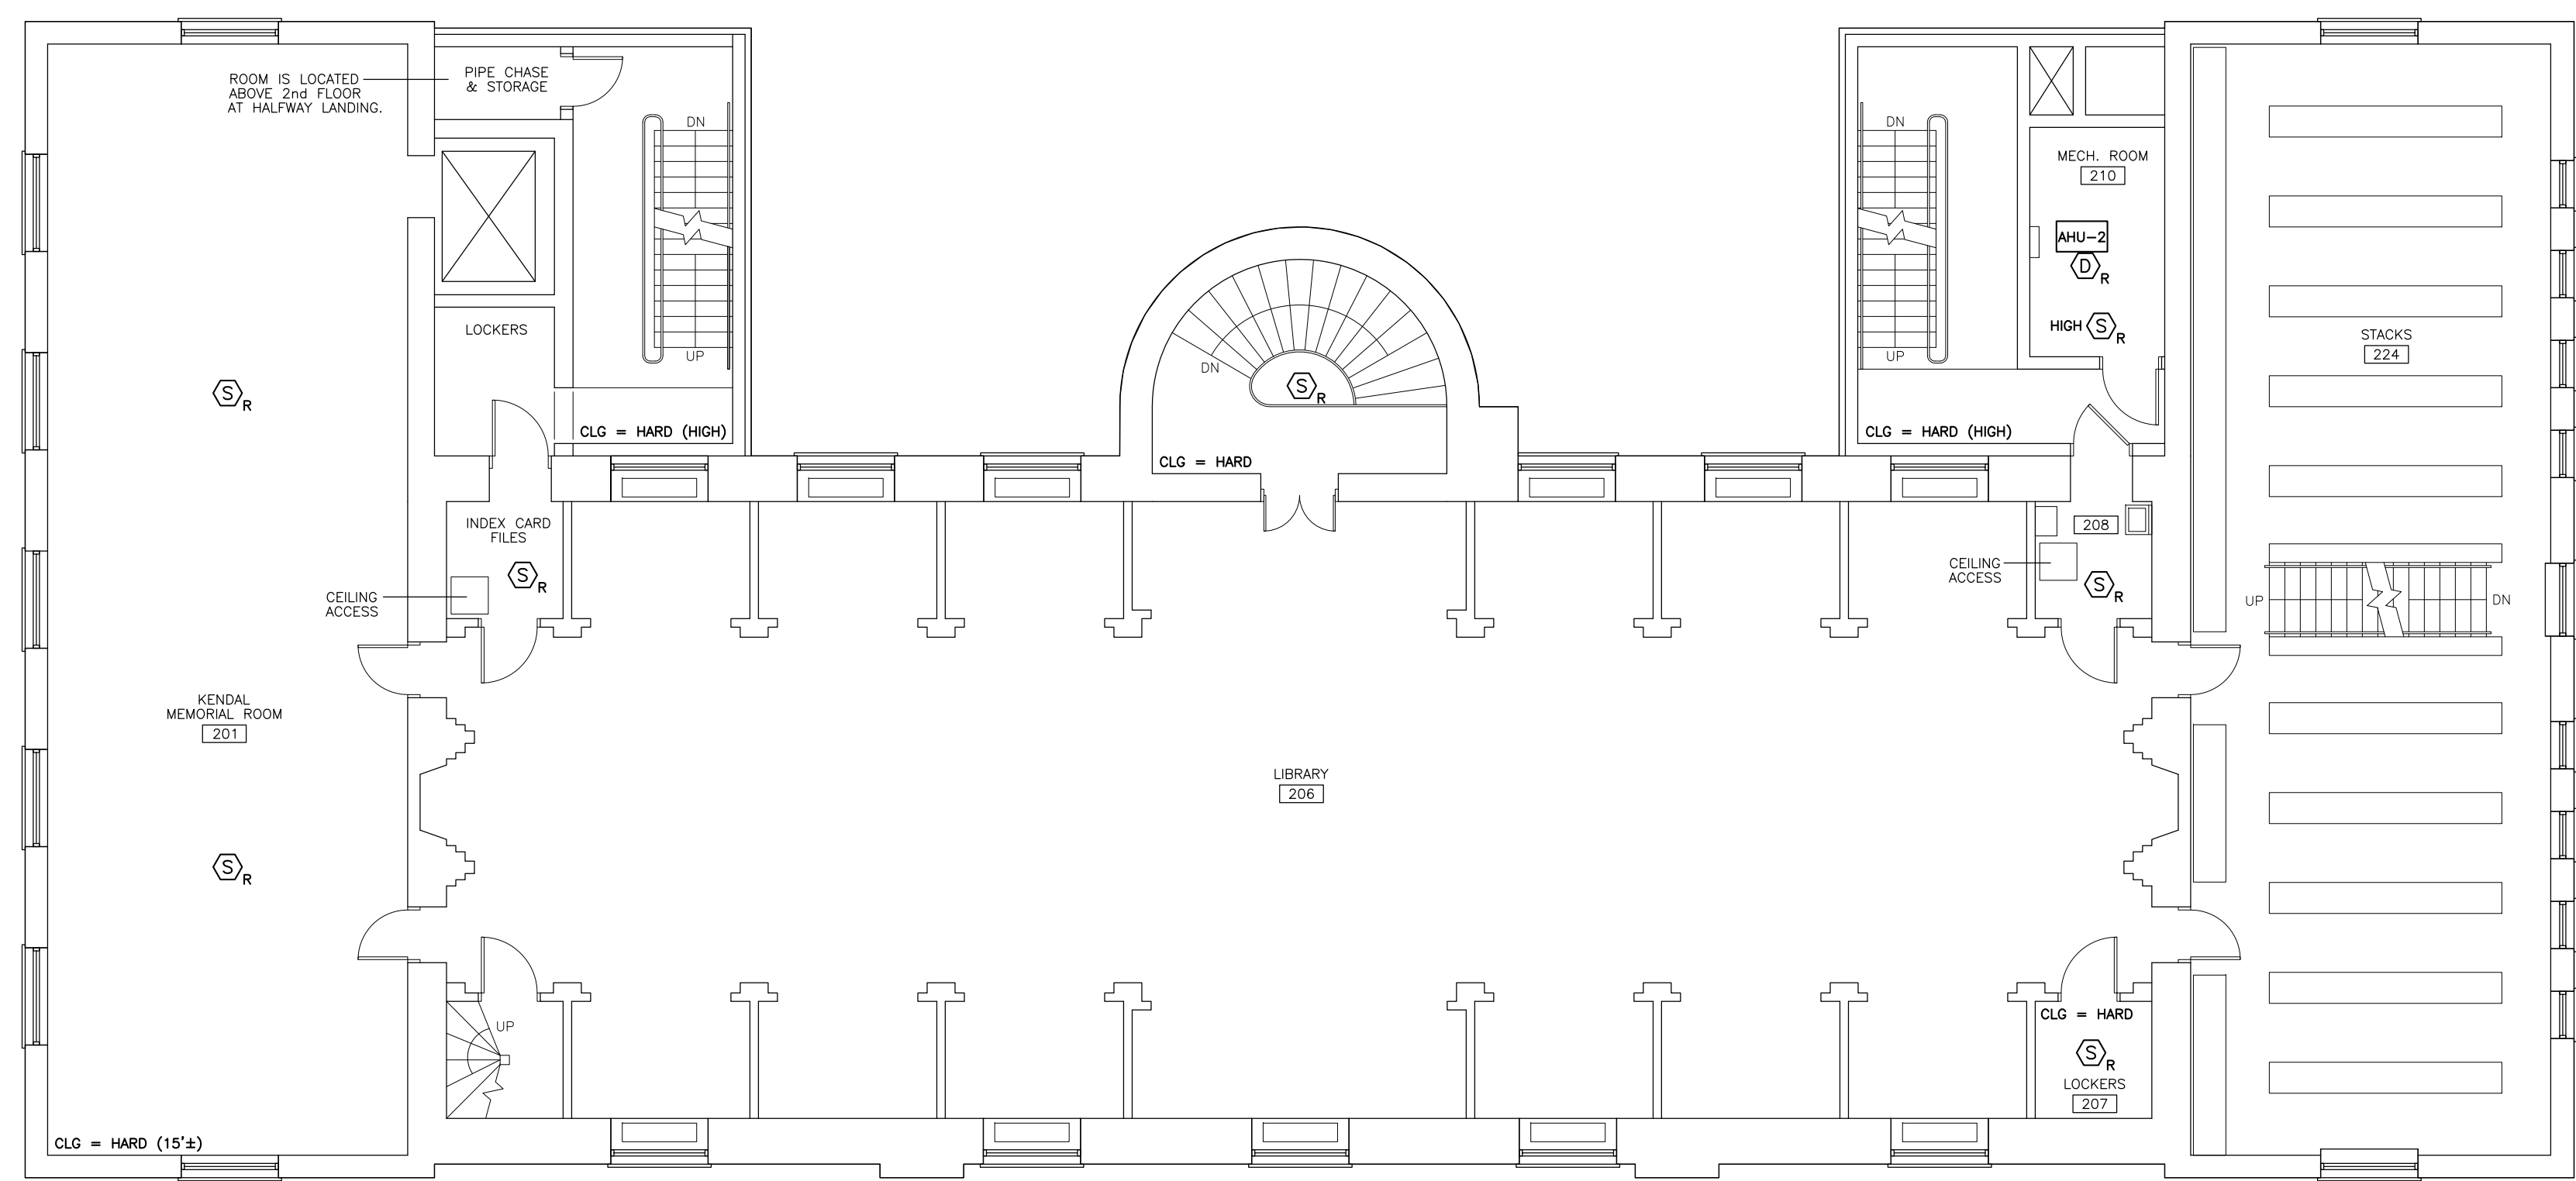 ROOM IS LOCATED
ABOVE 2nd FLOOR
AT HALFWAY LANDING.
PIPE CHASE
& STORAGE
DN
UP
LOCKERS
CLG = HARD (HIGH)
S R
INDEX CARD
FILES
S R
CEILING
ACCESS
KENDAL
MEMORIAL ROOM
201
S R
CLG = HARD (15'±)
UP
DN
S R
CLG = HARD
LIBRARY
206
DN
UP
CLG = HARD (HIGH)
MECH. ROOM
210
AHU-2
D R
HIGH S R
208
CEILING
ACCESS
S R
CLG = HARD
S R
LOCKERS
207
STACKS
224
UP
DN